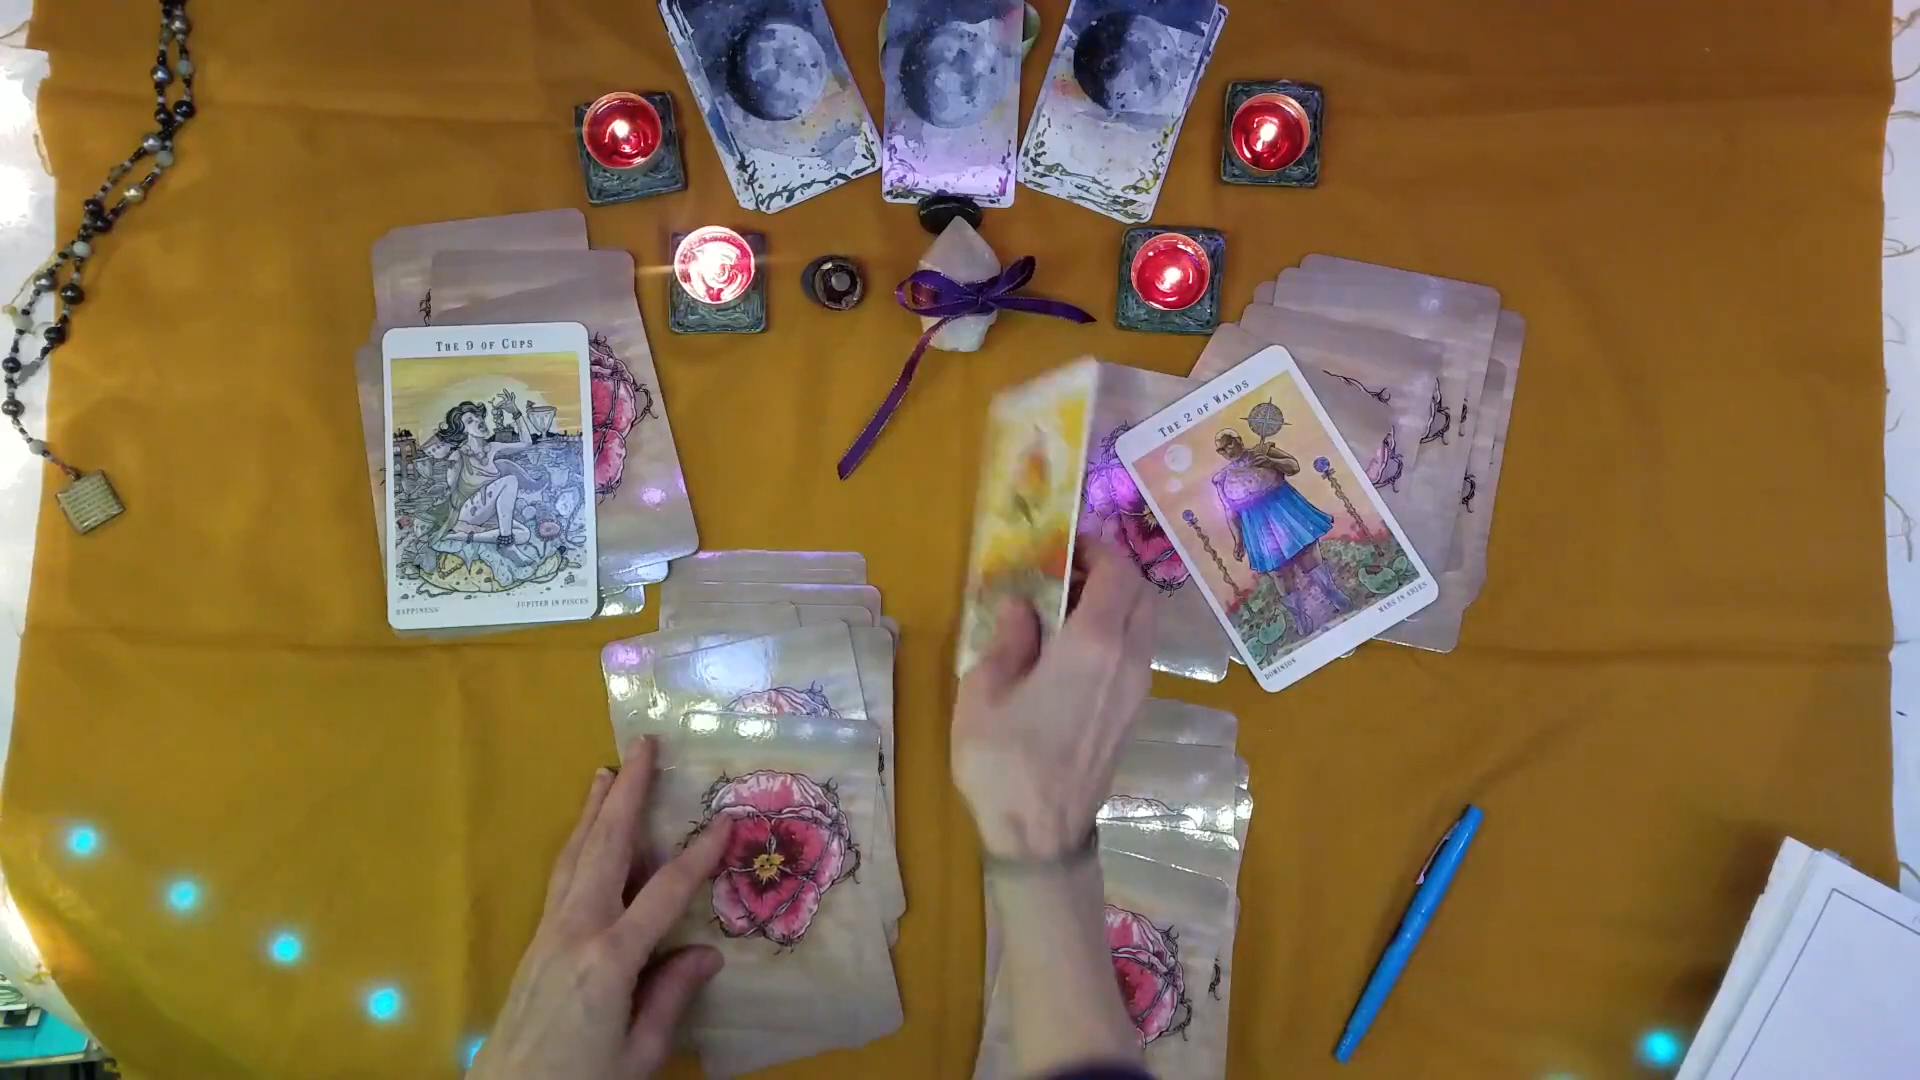 THE 9 OF CUPS
HAPPINESS
JUPITER IN PISCES
THE 2 OF WANDS
DOMINION
MARS IN ARIES